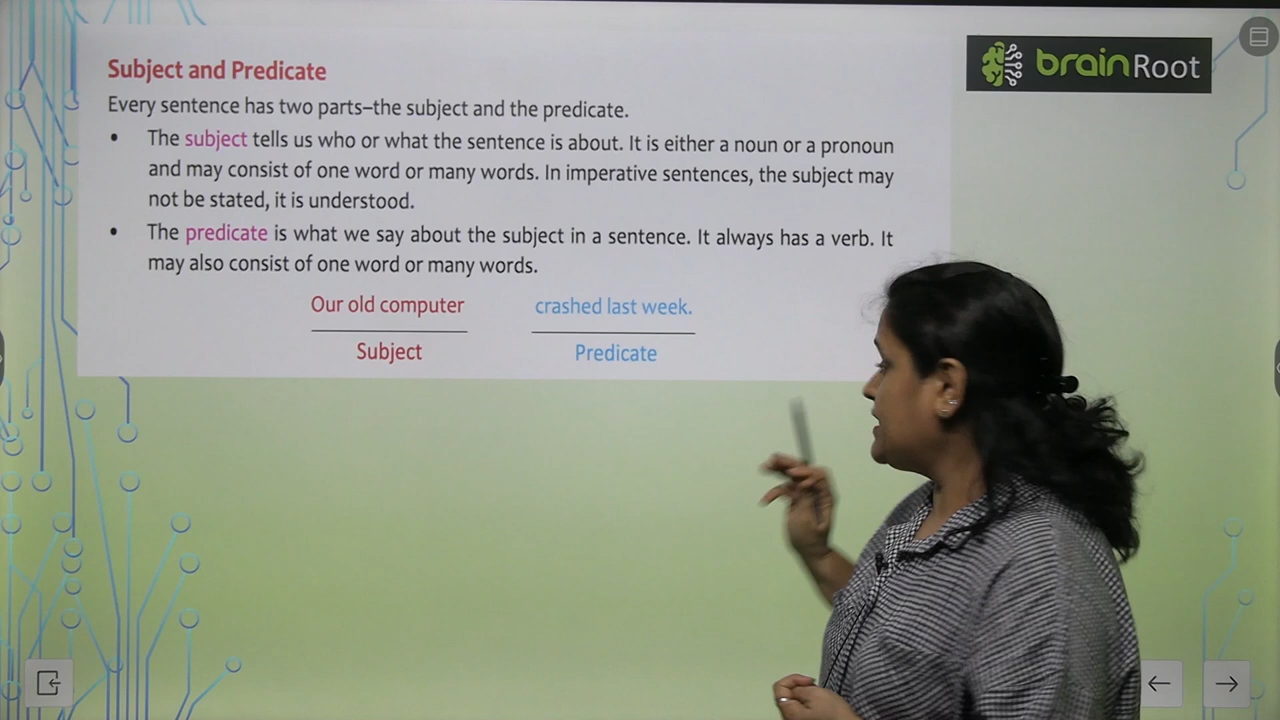 Subject and Predicate
brainRoot
Every sentence has two parts–the subject and the predicate.
• The subject tells us who or what the sentence is about. It is either a noun or a pronoun
and may consist of one word or many words. In imperative sentences, the subject may
not be stated, it is understood.
• The predicate is what we say about the subject in a sentence. It always has a verb. It
may also consist of one word or many words.
Our old computer crashed last week.
Subject Predicate